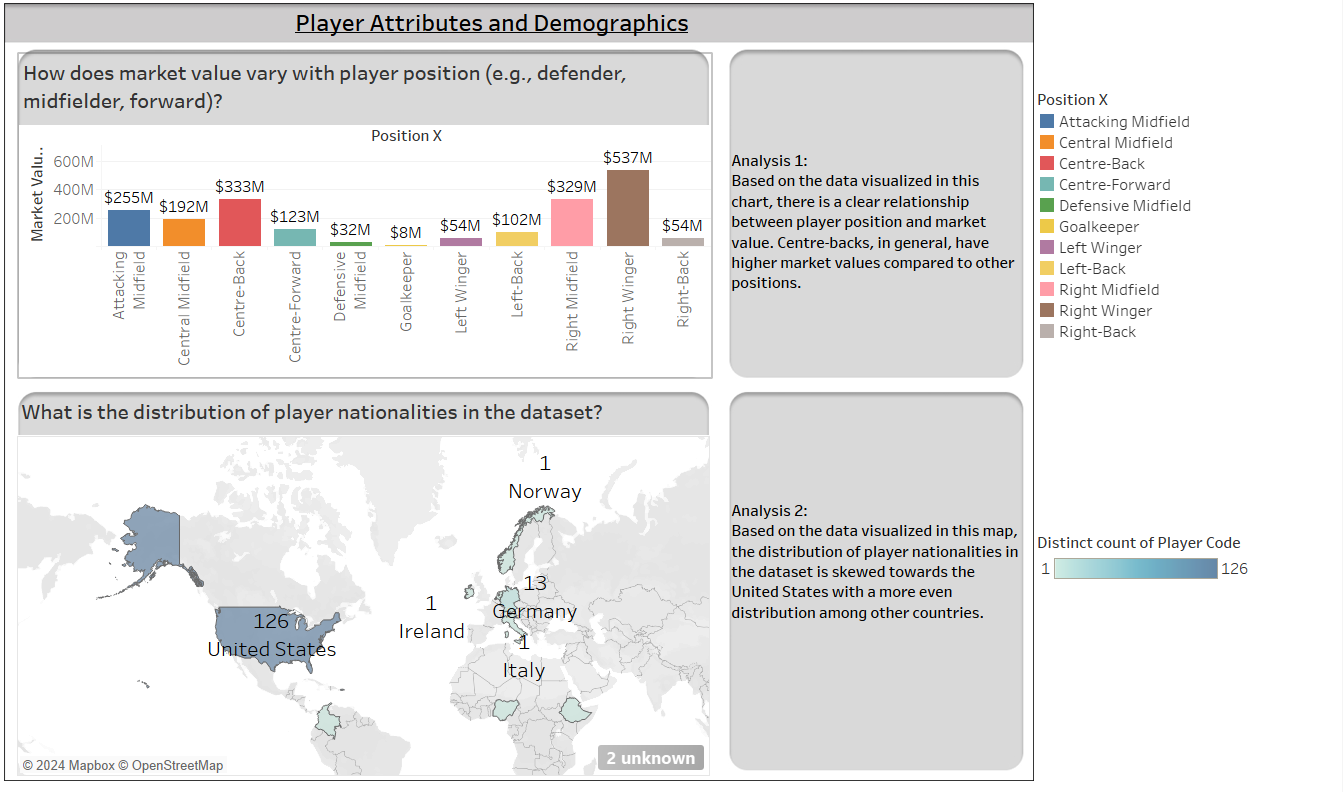 Player Attributes and Demographics
How does market value vary with player position (e.g., defender,
midfielder, forward)?
Position X
Market Valu..
600M
400M
200M
$255M
$192M
$333M
$123M
$32M
$8M
$54M
$102M
$329M
$537M
$54M
Attacking
Midfield
Central Midfield
Centre-Back
Centre-Forward
Defensive
Midfield
Goalkeeper
Left Winger
Left-Back
Right Midfield
Right Winger
Right-Back
Analysis 1:
Based on the data visualized in this
chart, there is a clear relationship
between player position and market
value. Centre-backs, in general, have
higher market values compared to other
positions.
Position X
Attacking Midfield
Central Midfield
Centre-Back
Centre-Forward
Defensive Midfield
Goalkeeper
Left Winger
Left-Back
Right Midfield
Right Winger
Right-Back
What is the distribution of player nationalities in the dataset?
1
Norway
13
Germany
1
Ireland
126
United States
1
Italy
© 2024 Mapbox © OpenStreetMap
2 unknown
Analysis 2:
Based on the data visualized in this map,
the distribution of player nationalities in
the dataset is skewed towards the
United States with a more even
distribution among other countries.
Distinct count of Player Code
1
126